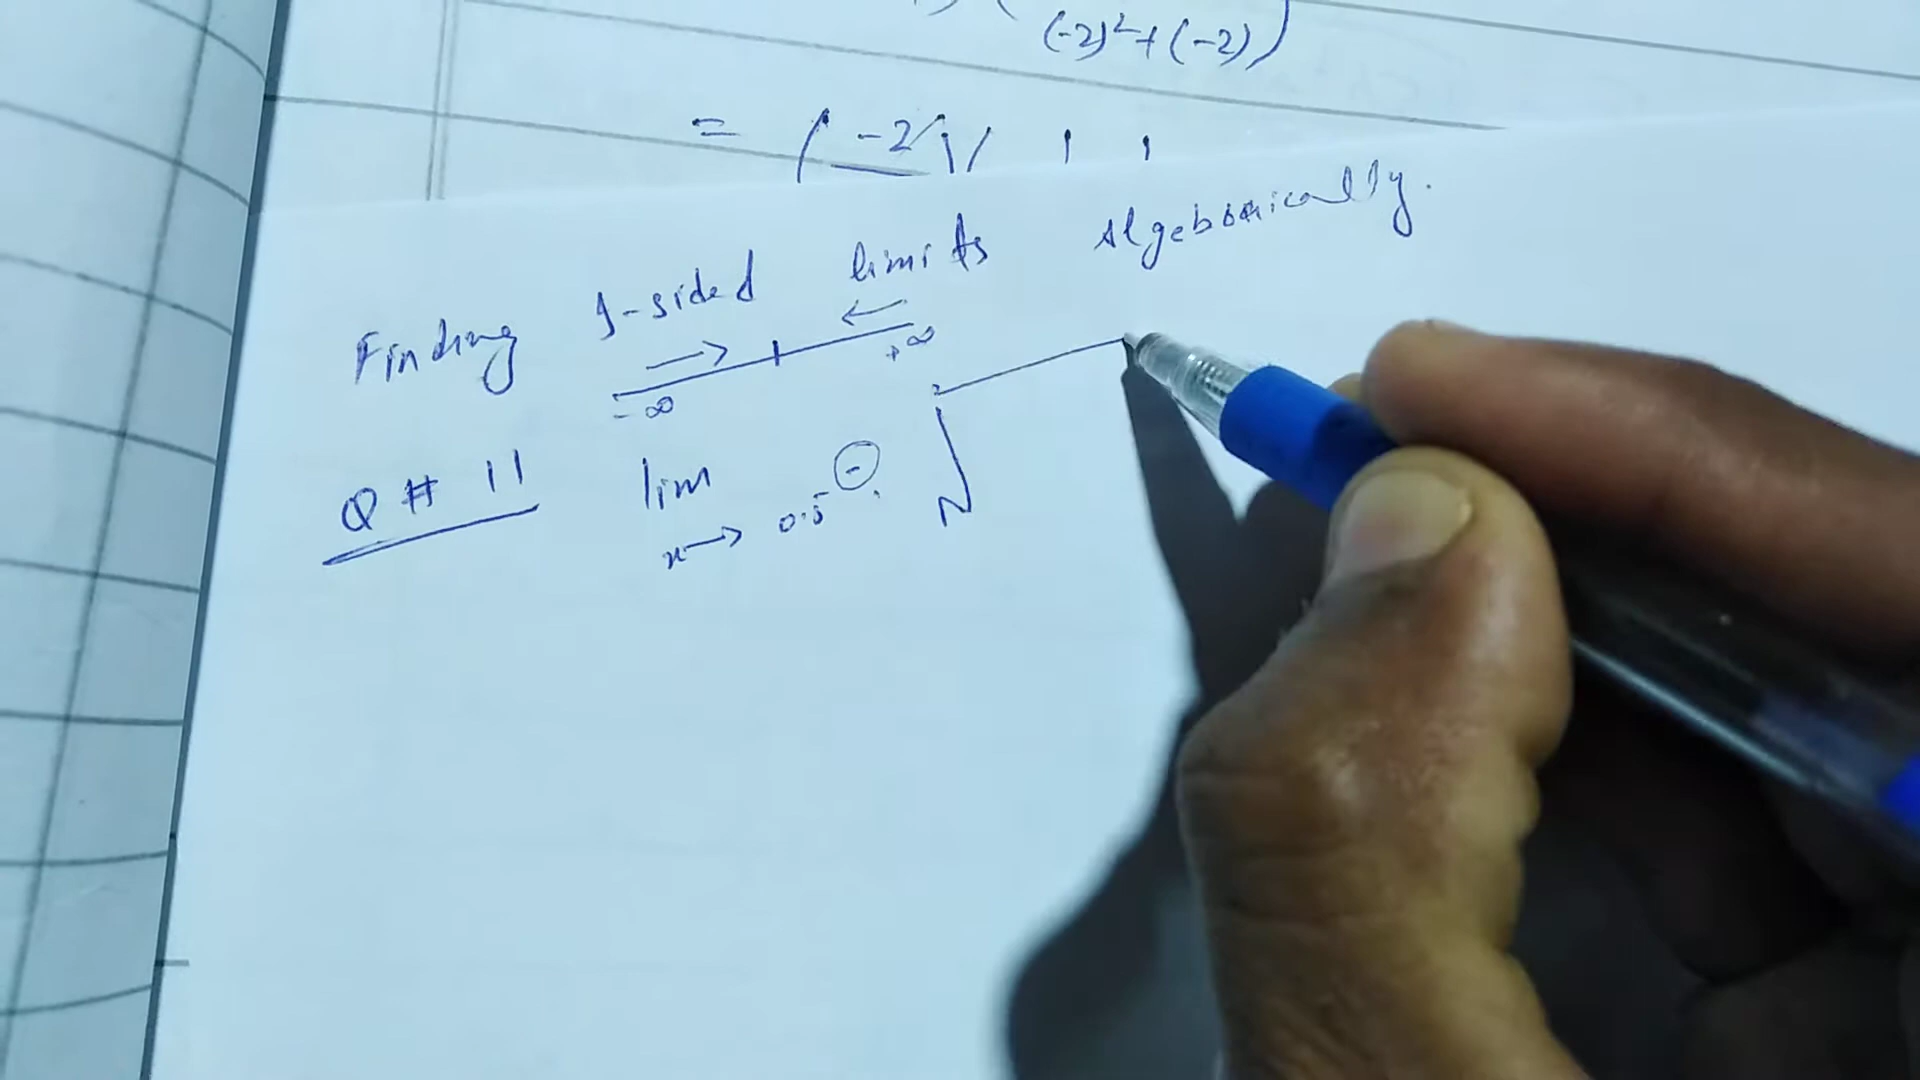 (-2)²+(-2))
= (-2)(
Finding 1-sided limits Algebraically.
-∞ → ← +∞
Q # 11 lim x→0.5⁻ √